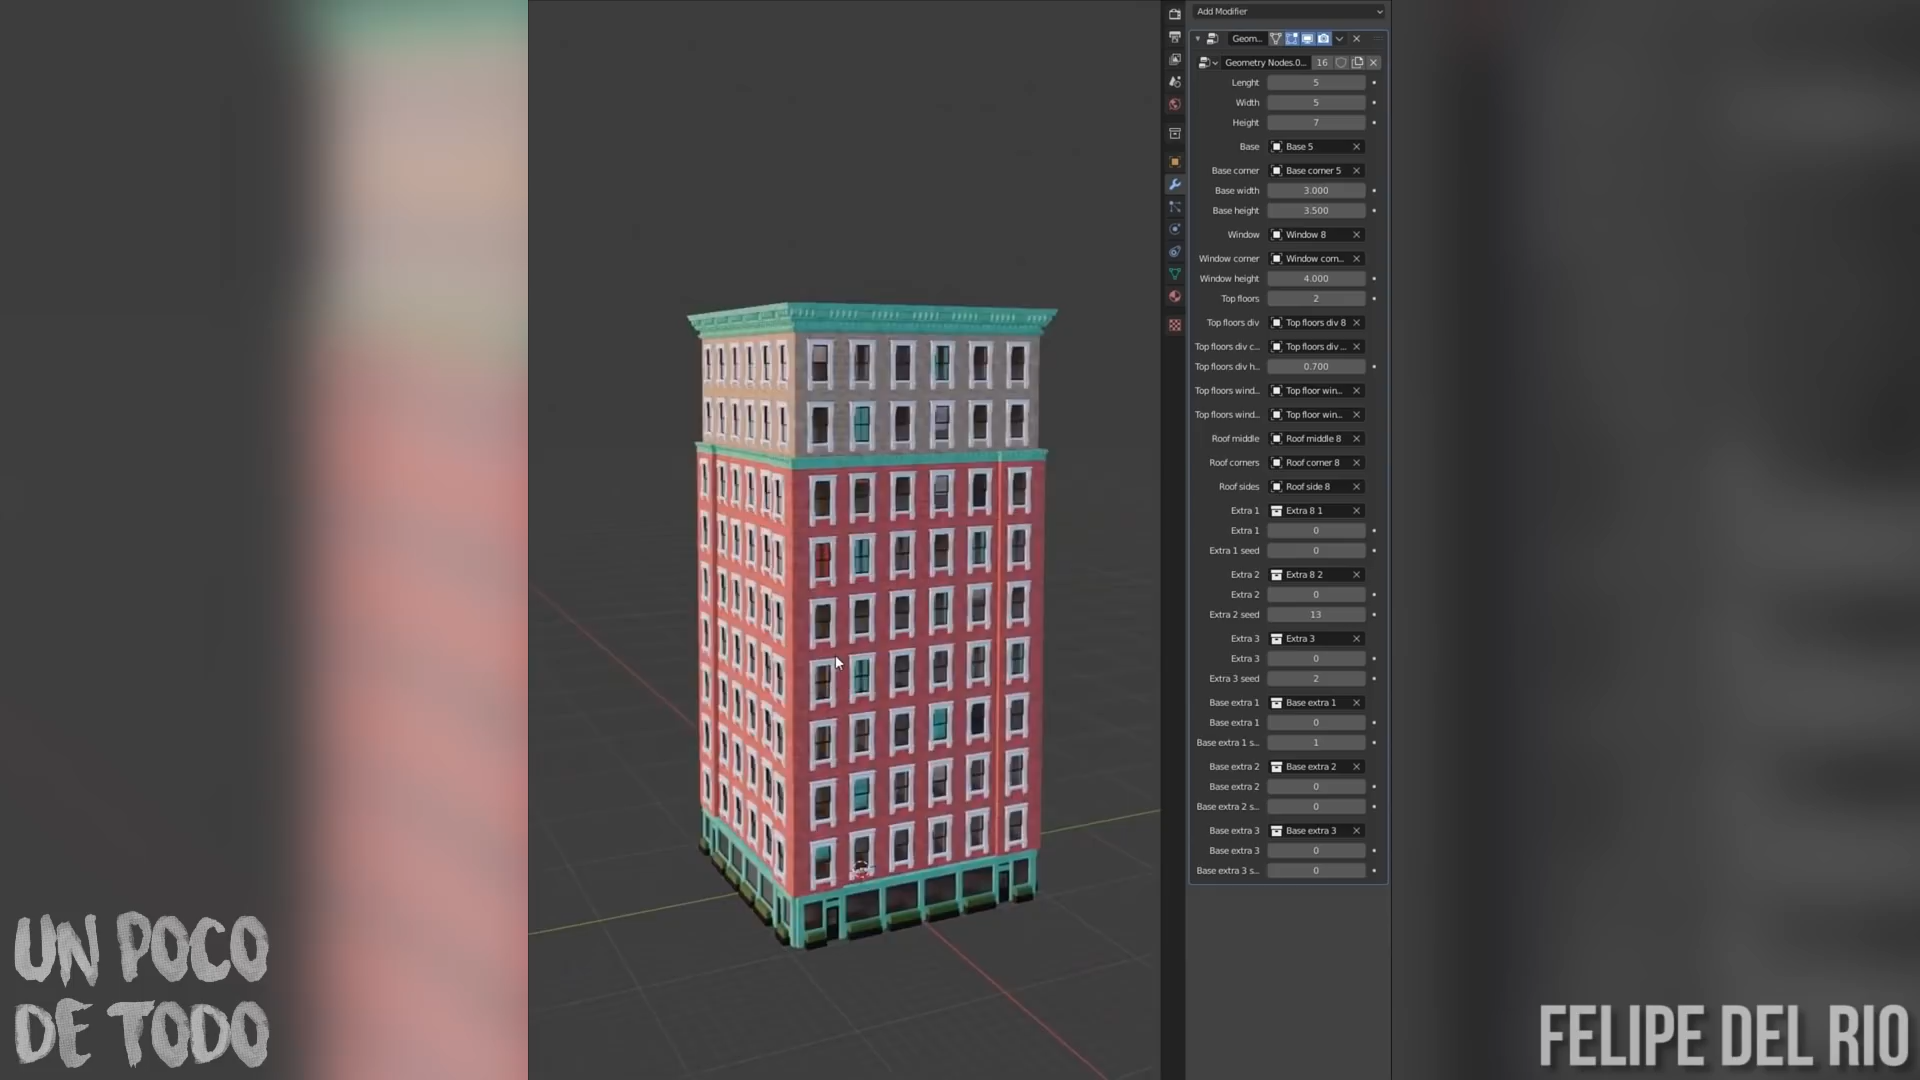 Add Modifier
Geom...
Geometry Nodes.0... 16
Lenght 5
Width 5
Height 7
Base Base 5
Base corner Base corner 5
Base width 3.000
Base height 3.500
Window Window 8
Window corner Window corn...
Window height 4.000
Top floors 2
Top floors div Top floors div 8
Top floors div c... Top floors div ...
Top floors div h... 0.700
Top floors wind... Top floor win...
Top floors wind... Top floor win...
Roof middle Roof middle 8
Roof corners Roof corner 8
Roof sides Roof side 8
Extra 1 Extra 8 1
Extra 1 0
Extra 1 seed 0
Extra 2 Extra 8 2
Extra 2 0
Extra 2 seed 13
Extra 3 Extra 3
Extra 3 0
Extra 3 seed 2
Base extra 1 Base extra 1
Base extra 1 0
Base extra 1 s... 1
Base extra 2 Base extra 2
Base extra 2 0
Base extra 2 s... 0
Base extra 3 Base extra 3
Base extra 3 0
Base extra 3 s... 0
UN POCO
DE TODO
FELIPE DEL RIO